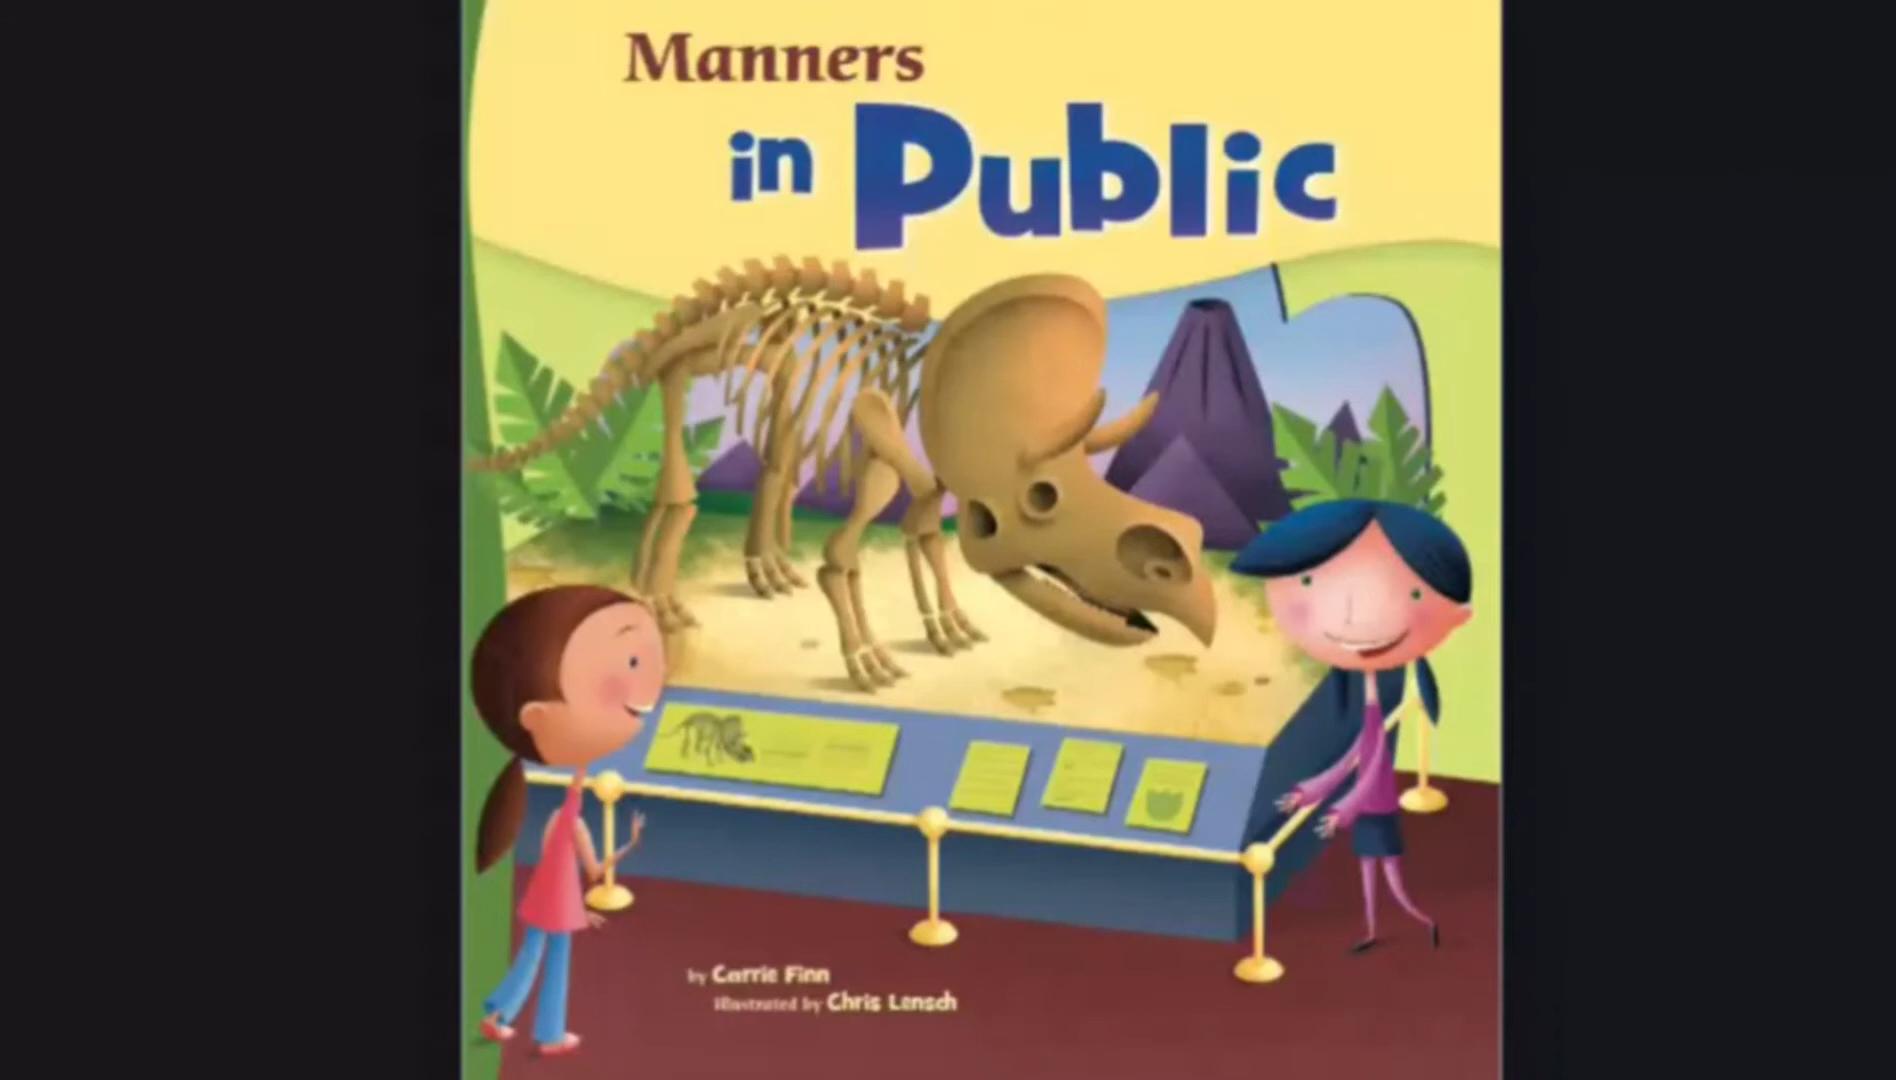 Manners
in Public
by Carrie Finn
illustrated by Chris Lensch